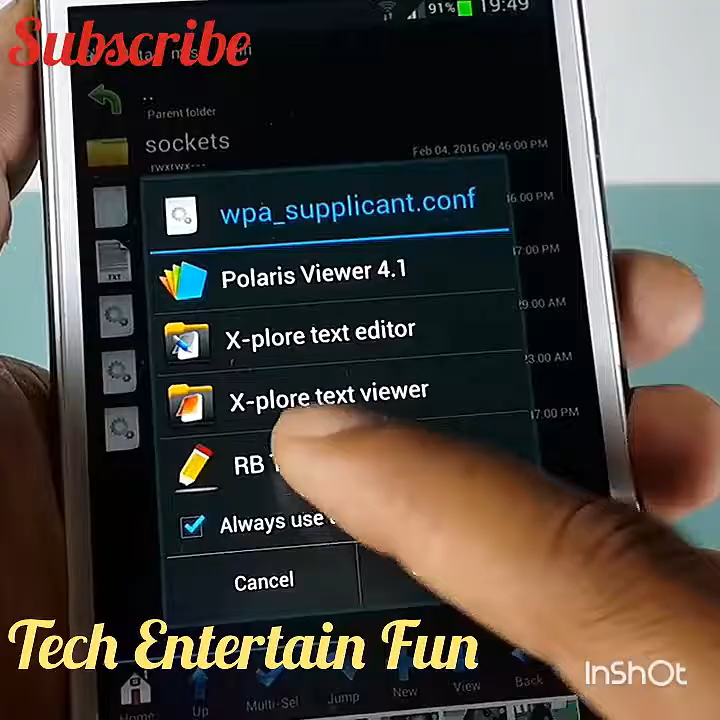 Subscribe
91% 19:49
..
Parent folder
sockets
Feb 04, 2016 09:46:00 PM
rwxrwx---
wpa_supplicant.conf
Polaris Viewer 4.1
X-plore text editor
X-plore text viewer
TXT
RB
Always use
Cancel
Tech Entertain Fun
InShOt
Home Up Multi-Sel Jump New View Back